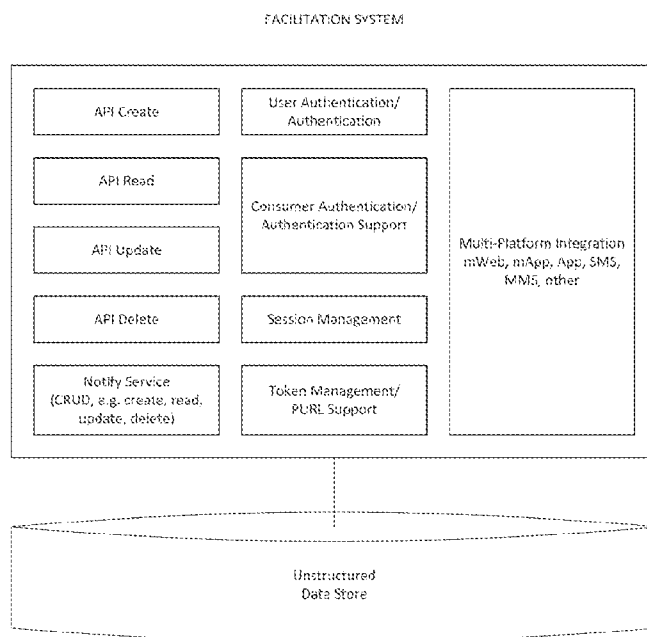 FACILITATION SYSTEM
API Create
API Read
API Update
API Delete
Notify Service
(CRUD, e.g. create, read,
update, delete)
User Authentication/
Authentication
Consumer Authentication/
Authentication Support
Session Management
Token Management/
PURL Support
Multi-Platform Integration
mWeb, mApp, App, SMS,
MMS, other
Unstructured
Data Store